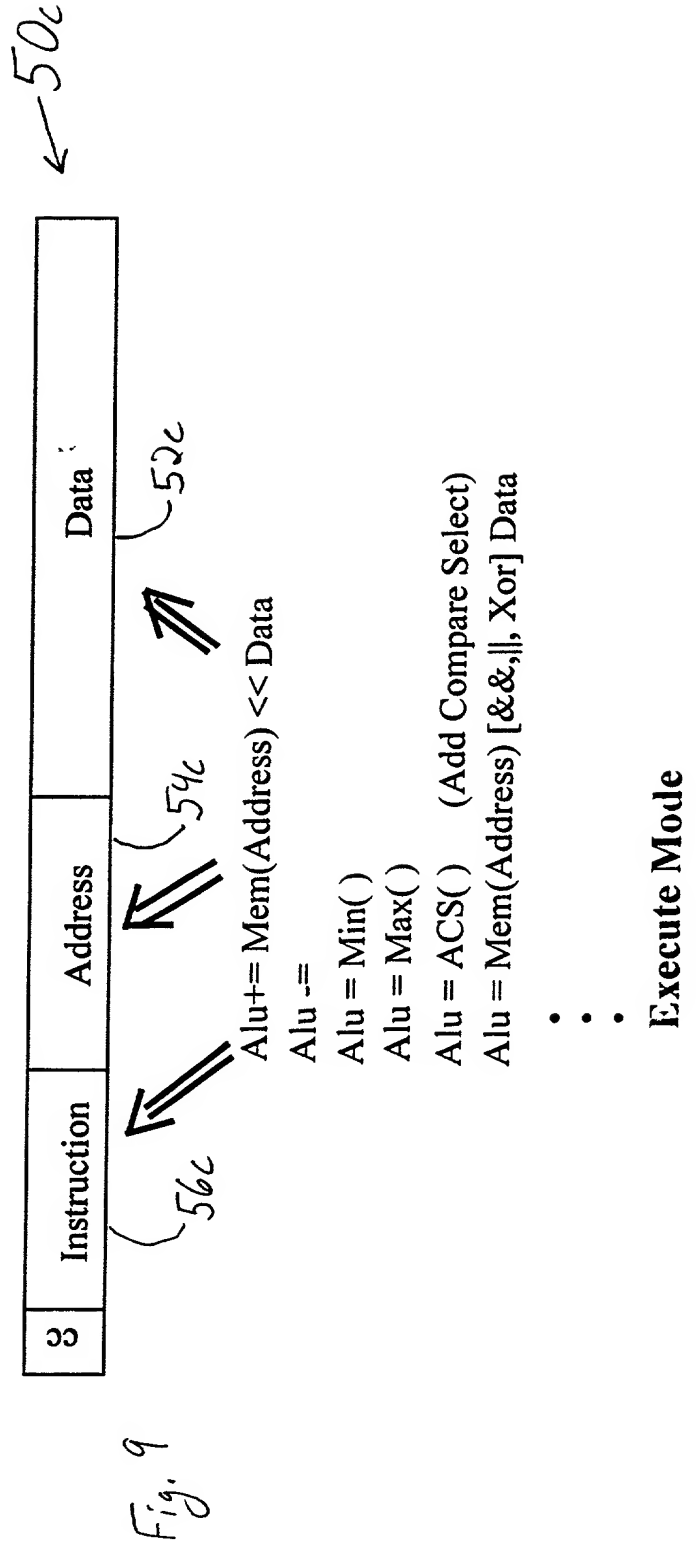 50c
3 Instruction Address Data
56c 54c 52c
Alu+= Mem(Address) << Data
Alu -=
Alu = Min( )
Alu = Max( )
Alu = ACS( ) (Add Compare Select)
Alu = Mem(Address) [&&,||, Xor] Data
Execute Mode
Fig. 9